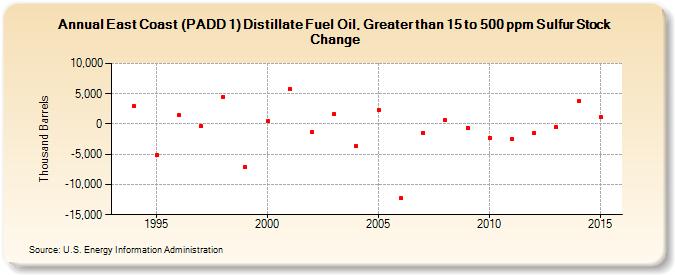 Annual East Coast (PADD 1) Distillate Fuel Oil, Greater than 15 to 500 ppm Sulfur Stock
Change
Thousand Barrels
10,000
5,000
0
-5,000
-10,000
-15,000
1995
2000
2005
2010
2015
Source: U.S. Energy Information Administration